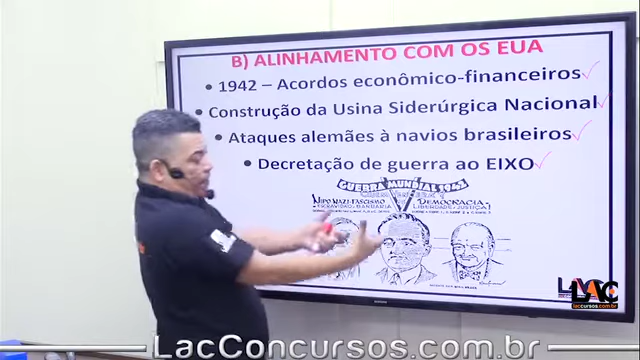 B) ALINHAMENTO COM OS EUA
• 1942 – Acordos econômico-financeiros
• Construção da Usina Siderúrgica Nacional
• Ataques alemães à navios brasileiros
• Decretação de guerra ao EIXO
GUERRA MUNDIAL 1942
NIPO NAZI-FASCISMO
DEMOCRACIA
ESCRAVIDÃO BARBARIA
LIBERDADE JUSTIÇA!
LAC
laccursos.com.br
LacConcursos.com.br